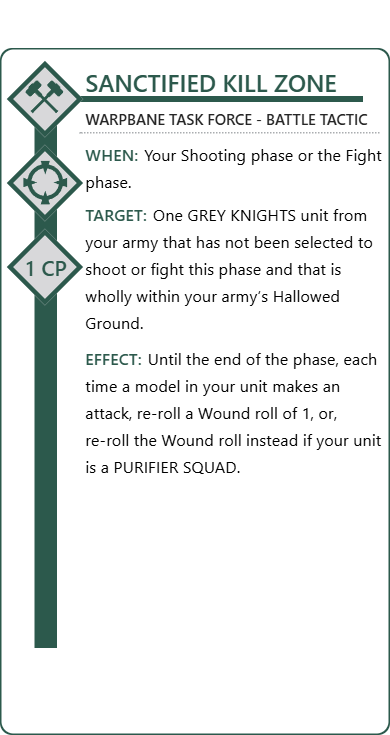 SANCTIFIED KILL ZONE
WARPBANE TASK FORCE - BATTLE TACTIC
WHEN: Your Shooting phase or the Fight
phase.
TARGET: One GREY KNIGHTS unit from
your army that has not been selected to
shoot or fight this phase and that is
wholly within your army’s Hallowed
Ground.
1 CP
EFFECT: Until the end of the phase, each
time a model in your unit makes an
attack, re-roll a Wound roll of 1, or,
re-roll the Wound roll instead if your unit
is a PURIFIER SQUAD.